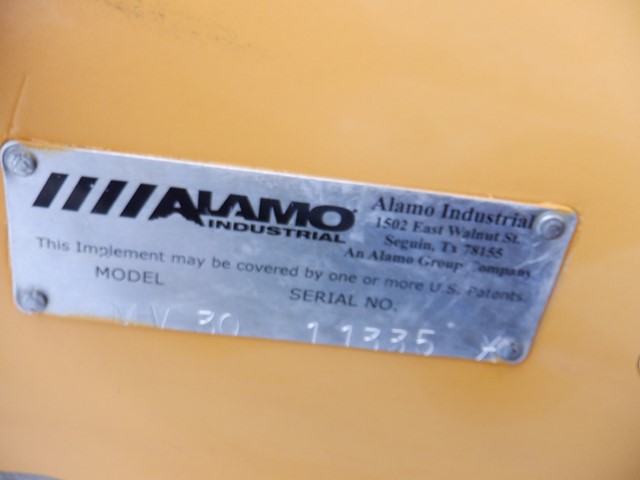 ALAMO
INDUSTRIAL
Alamo Industrial
1502 East Walnut St.
Seguin, Tx 78155
An Alamo Group Company
This Implement may be covered by one or more U.S. Patents.
MODEL
SERIAL NO.
30 11335